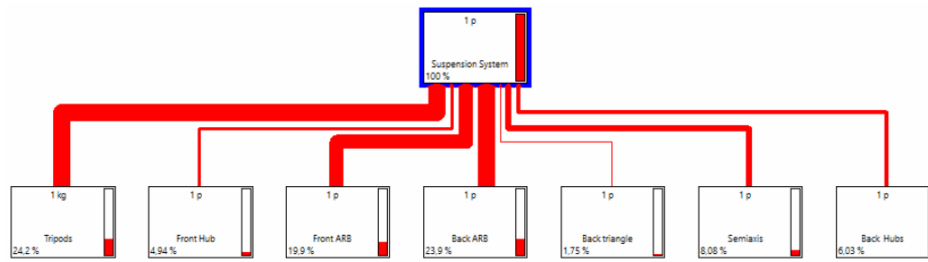 1 p
Suspension System
100 %
1 kg
Tripods
24,2 %
1 p
Front Hub
4,94 %
1 p
Front ARB
19,9 %
1 p
Back ARB
23,9 %
1 p
Back triangle
1,75 %
1 p
Semiaxis
8,08 %
1 p
Back Hubs
6,03 %